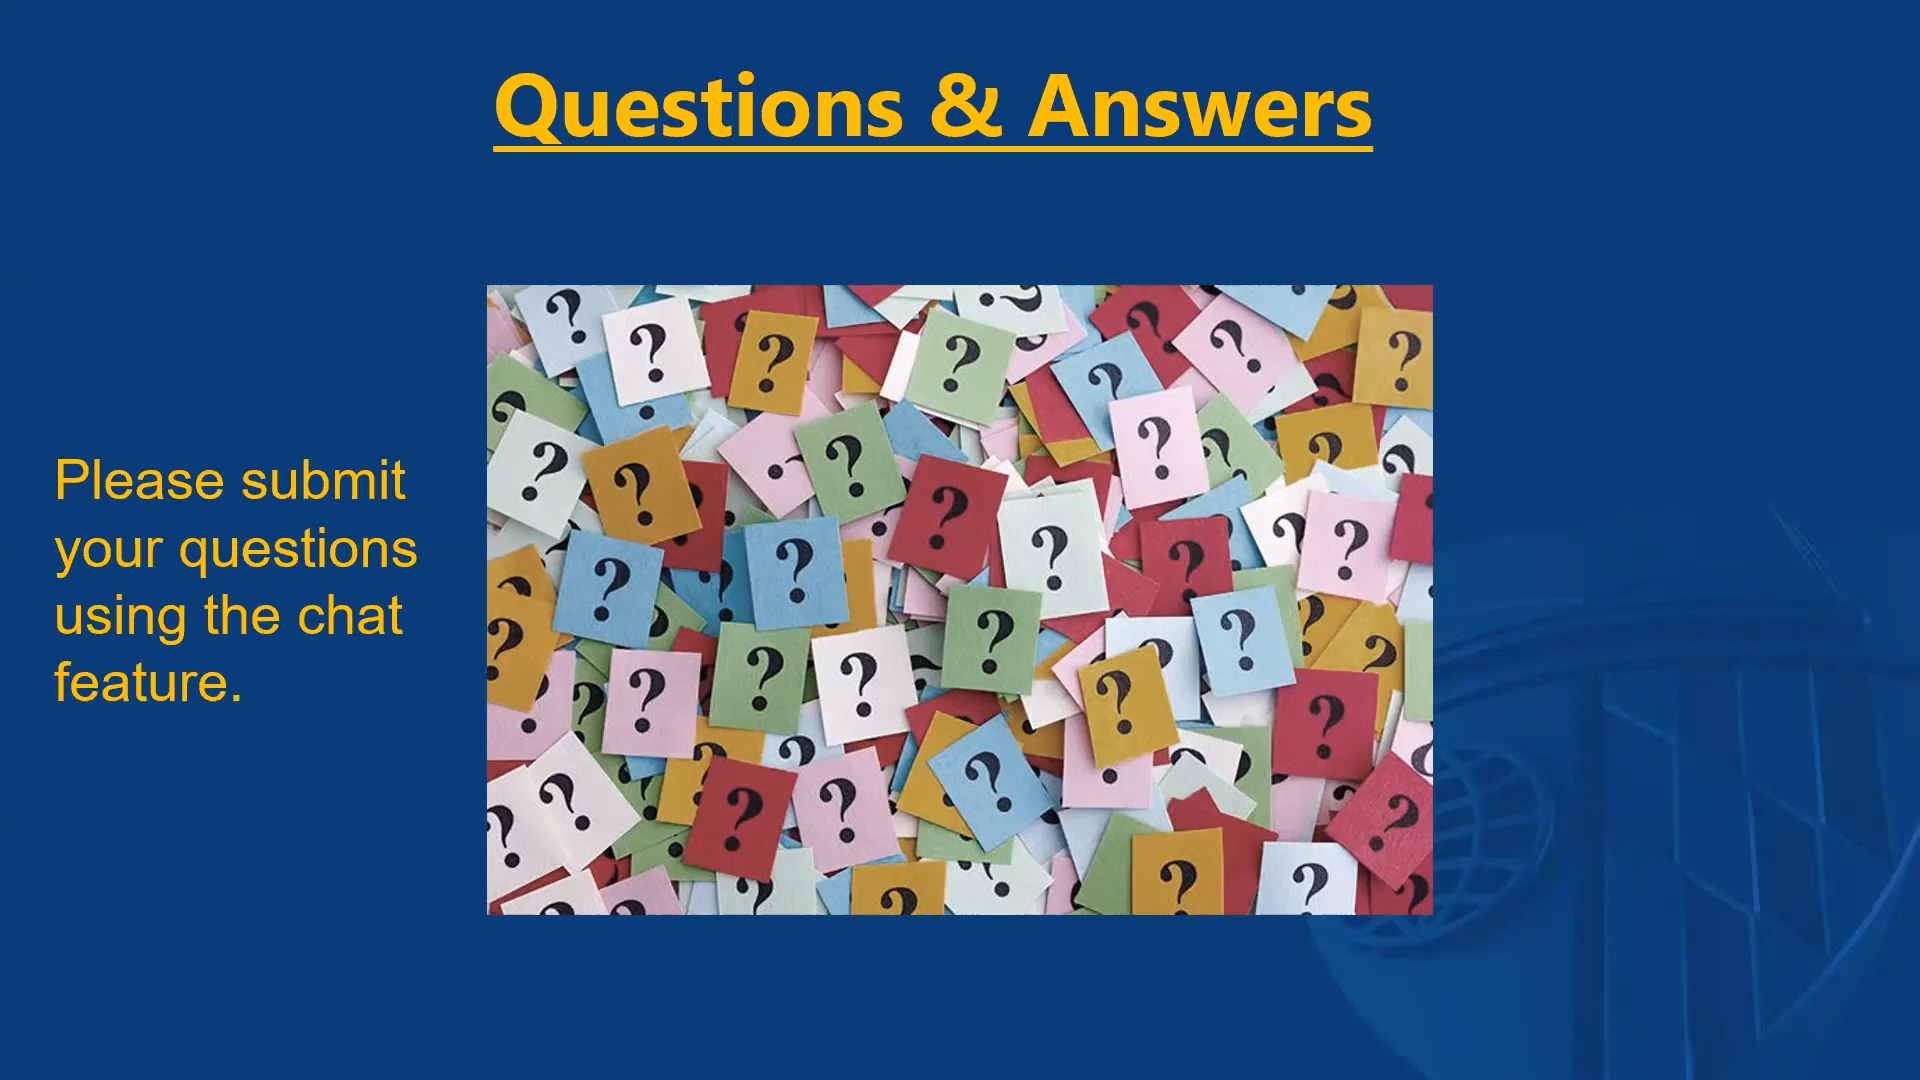 Questions & Answers
Please submit
your questions
using the chat
feature.